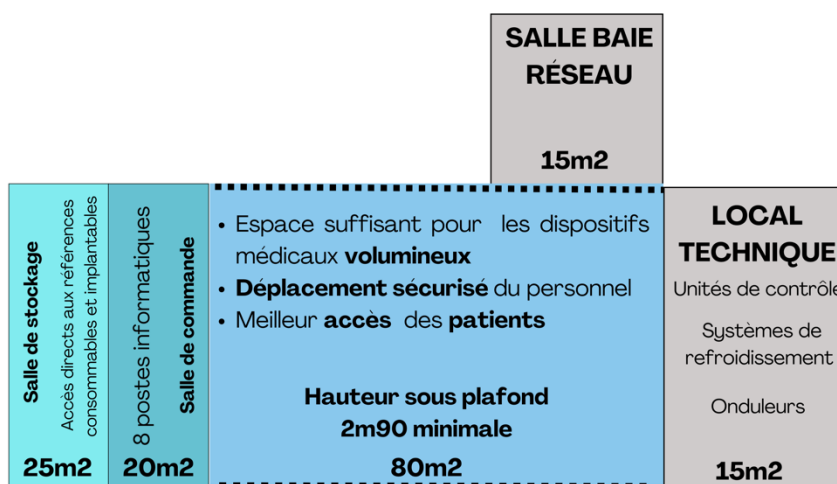 SALLE BAIE
RÉSEAU
15m2
Salle de stockage
Accès directs aux références
consommables et implantables
25m2
8 postes informatiques
Salle de commande
20m2
• Espace suffisant pour les dispositifs
médicaux volumineux
• Déplacement sécurisé du personnel
• Meilleur accès des patients
Hauteur sous plafond
2m90 minimale
80m2
LOCAL
TECHNIQUE
Unités de contrôle
Systèmes de
refroidissement
Onduleurs
15m2